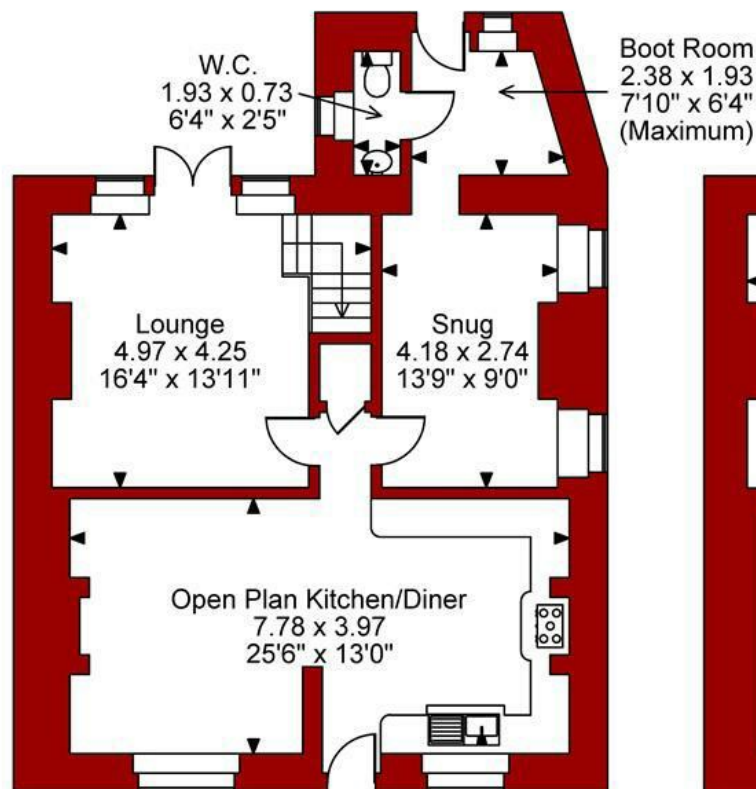 W.C.
1.93 x 0.73
6'4" x 2'5"
Boot Room
2.38 x 1.93
7'10" x 6'4"
(Maximum)
Lounge
4.97 x 4.25
16'4" x 13'11"
Snug
4.18 x 2.74
13'9" x 9'0"
Open Plan Kitchen/Diner
7.78 x 3.97
25'6" x 13'0"